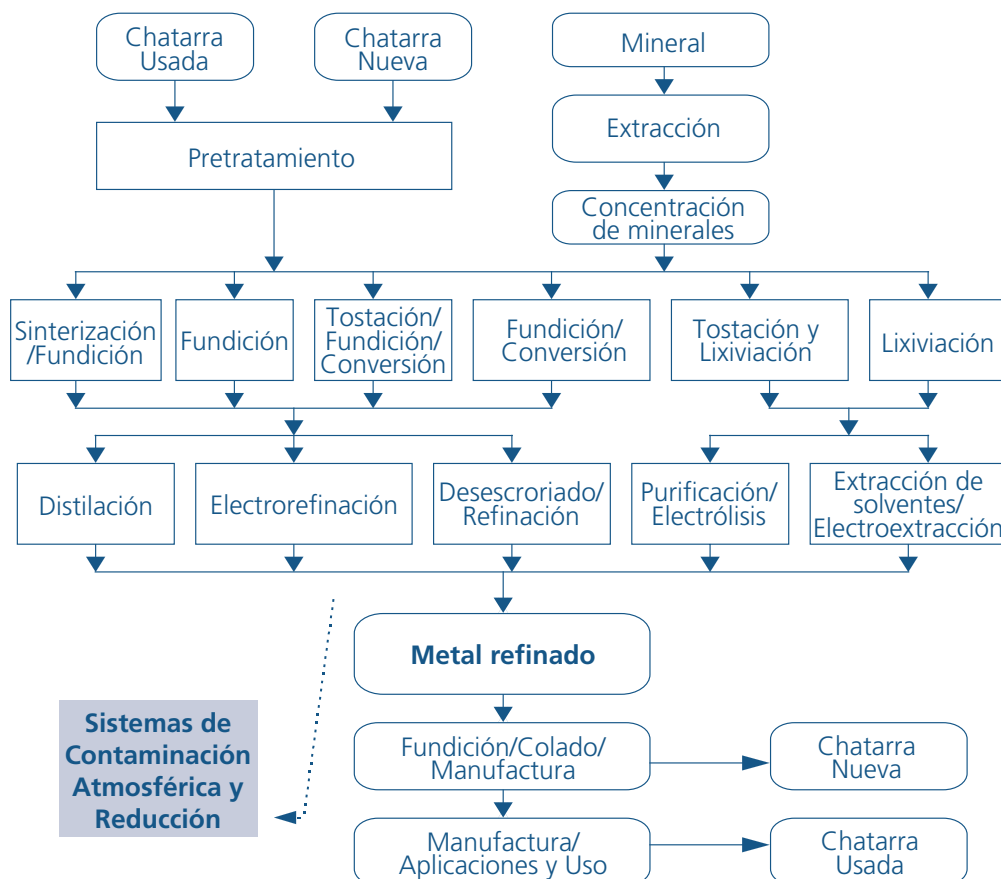 Chatarra
Usada
Chatarra
Nueva
Mineral
Extracción
Pretratamiento
Concentración
de minerales
Sinterización
/Fundición
Fundición
Tostación/
Fundición/
Conversión
Fundición/
Conversión
Tostación y
Lixiviación
Lixiviación
Distilación
Electrorefinación
Desescroriado/
Refinación
Purificación/
Electrólisis
Extracción de
solventes/
Electroextracción
Metal refinado
Sistemas de
Contaminación
Atmosférica y
Reducción
Fundición/Colado/
Manufactura
Chatarra
Nueva
Manufactura/
Aplicaciones y Uso
Chatarra
Usada